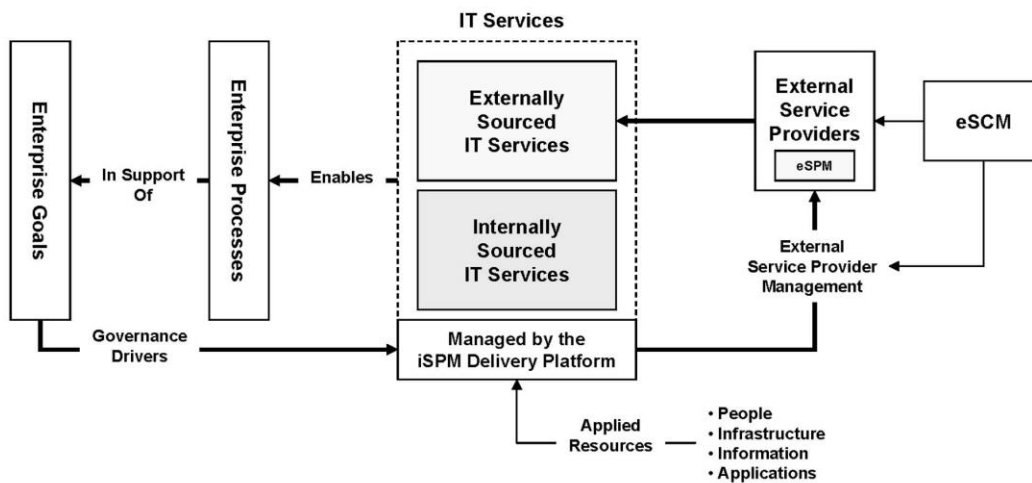 IT Services
Enterprise Goals
In Support
Of
Enterprise Processes
Enables
Externally
Sourced
IT Services
Internally
Sourced
IT Services
External
Service
Providers
eSPM
eSCM
External
Service Provider
Management
Governance
Drivers
Managed by the
iSPM Delivery Platform
Applied
Resources
• People
• Infrastructure
• Information
• Applications